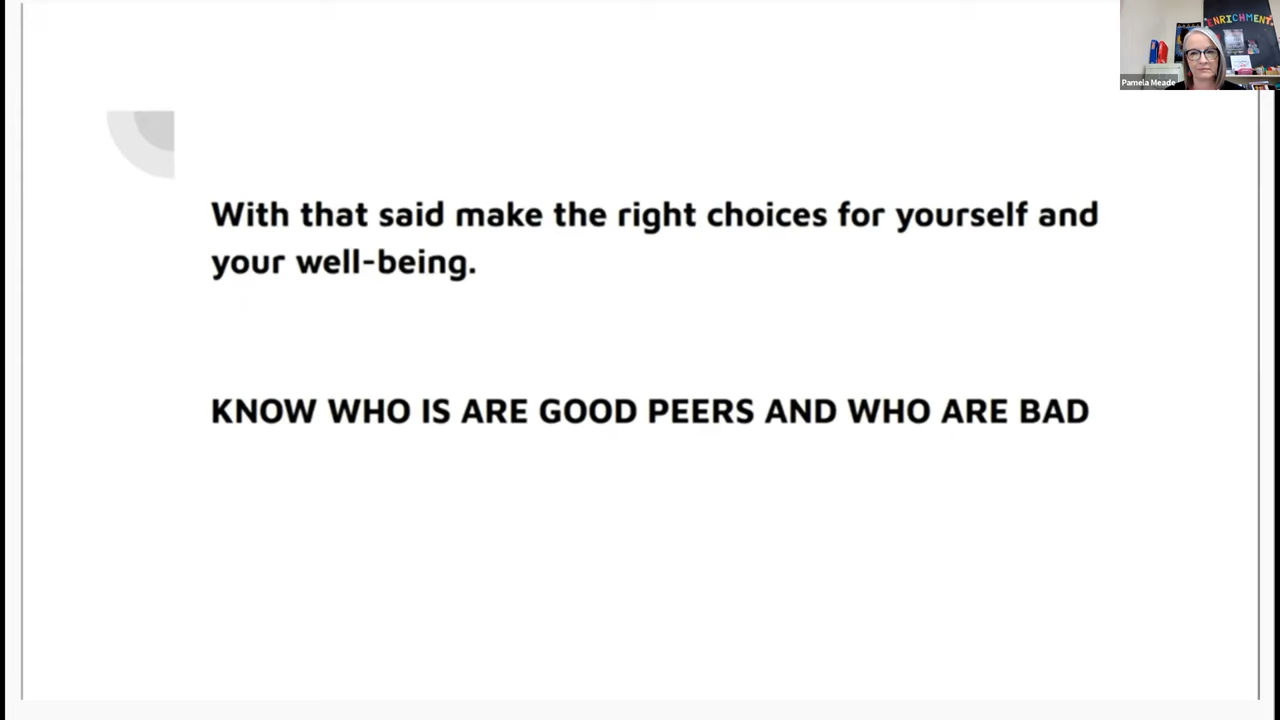 ENRICHMENT
Pamela Meade
With that said make the right choices for yourself and
your well-being.
KNOW WHO IS ARE GOOD PEERS AND WHO ARE BAD